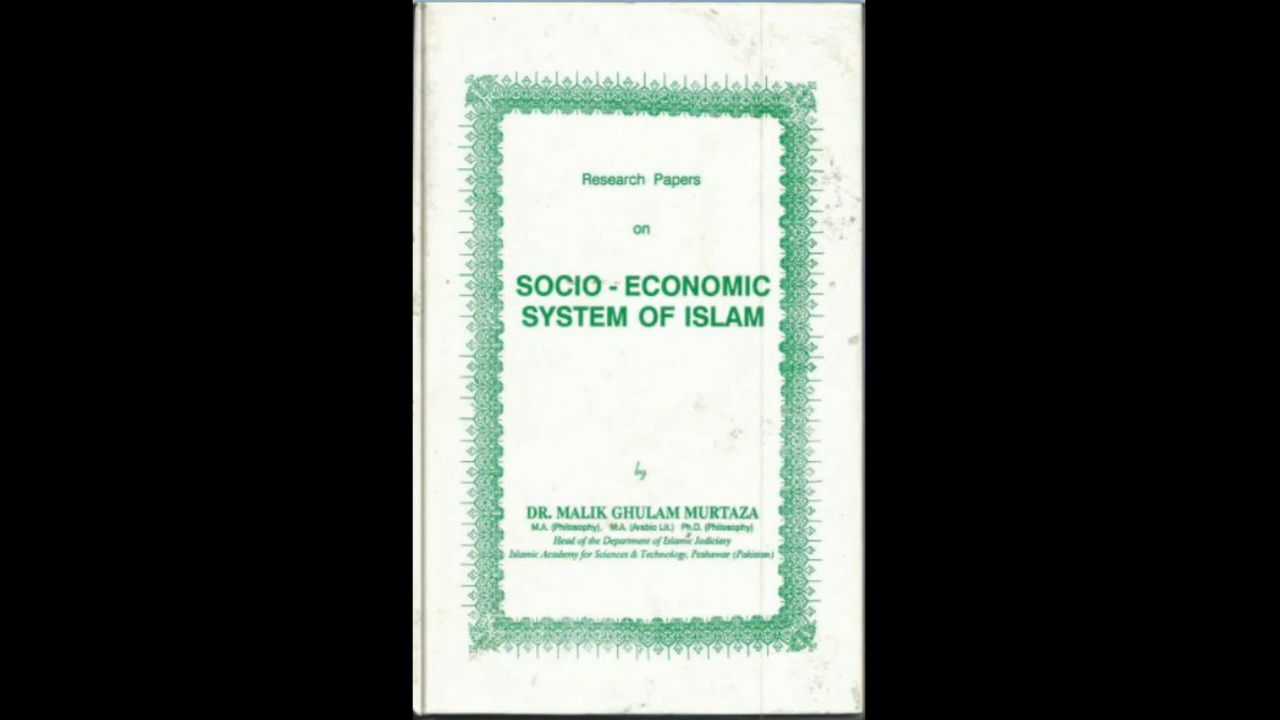 Research Papers
on
SOCIO - ECONOMIC
SYSTEM OF ISLAM
by
DR. MALIK GHULAM MURTAZA
M.A. (Philosophy), M.A. (Arabic Lit.) Ph.D. (Philosophy)
Head of the Department of Islamic Judiciary
Islamic Academy for Sciences & Technology, Peshawar (Pakistan)